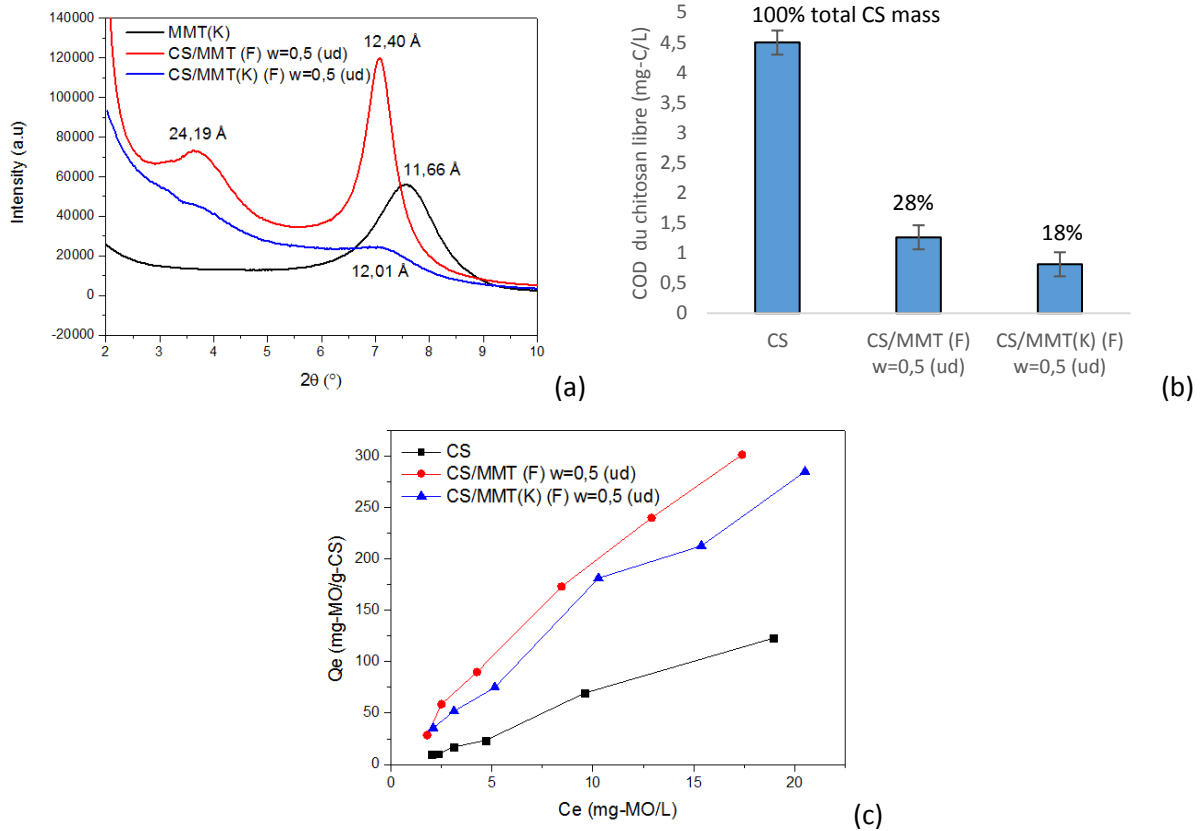 140000
120000
100000
80000
60000
40000
20000
0
-20000
Intensity (a.u)
MMT(K)
CS/MMT (F) w=0,5 (ud)
CS/MMT(K) (F) w=0,5 (ud)
12,40 Å
24,19 Å
11,66 Å
12,01 Å
2 3 4 5 6 7 8 9 10
2θ (°)
(a)
100% total CS mass
5
4,5
4
3,5
3
2,5
2
1,5
1
0,5
0
COD du chitosan libre (mg-C/L)
28%
18%
CS CS/MMT (F) CS/MMT(K) (F)
w=0,5 (ud) w=0,5 (ud)
(b)
300
250
200
150
100
50
0
Qe (mg-MO/g-CS)
CS
CS/MMT (F) w=0,5 (ud)
CS/MMT(K) (F) w=0,5 (ud)
0 5 10 15 20
Ce (mg-MO/L)
(c)